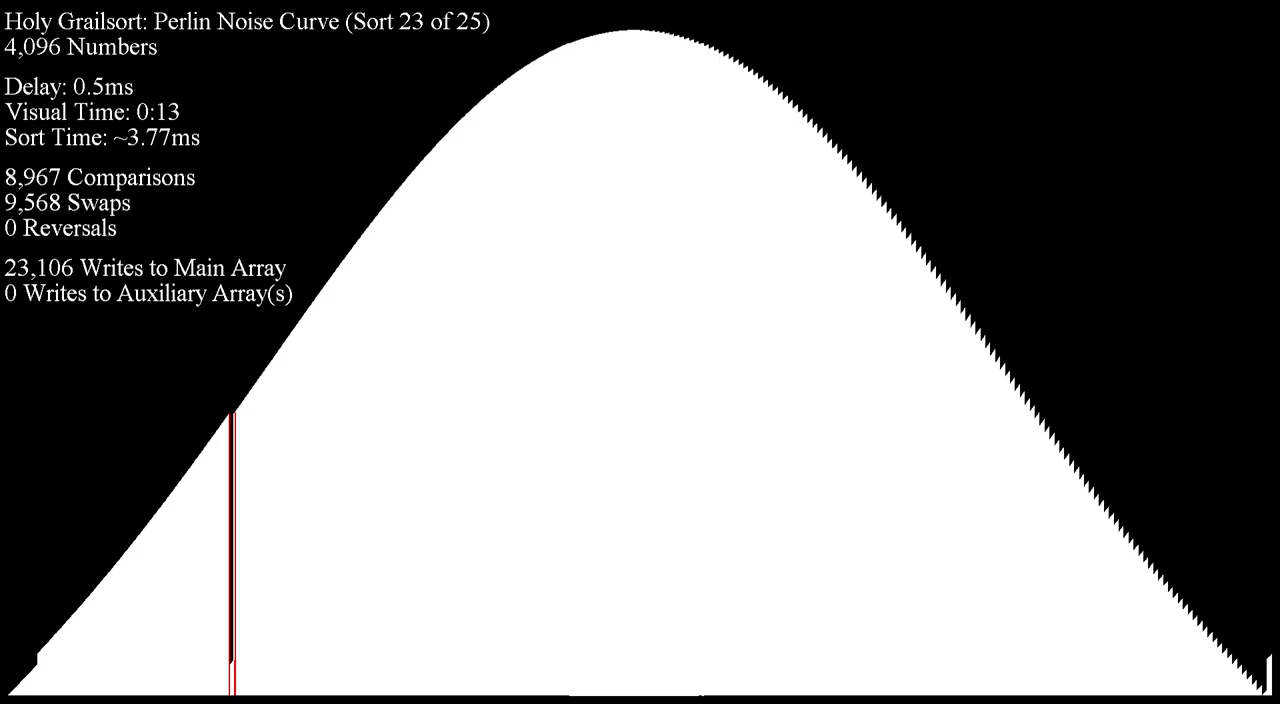 Holy Grailsort: Perlin Noise Curve (Sort 23 of 25)
4,096 Numbers
Delay: 0.5ms
Visual Time: 0:13
Sort Time: ~3.77ms
8,967 Comparisons
9,568 Swaps
0 Reversals
23,106 Writes to Main Array
0 Writes to Auxiliary Array(s)